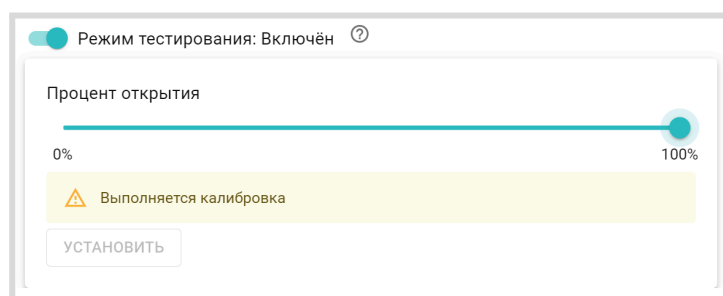 Режим тестирования: Включён
Процент открытия
0% 100%
Выполняется калибровка
УСТАНОВИТЬ